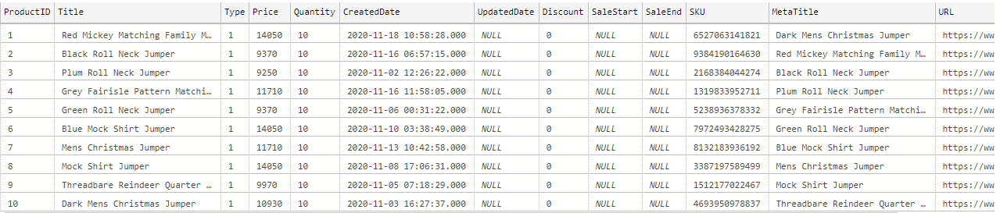 ProductID Title Type Price Quantity CreatedDate UpdatedDate Discount SaleStart SaleEnd SKU MetaTitle URL
1 Red Mickey Matching Family M… 1 14050 10 2020-11-18 10:58:28.000 NULL 0 NULL NULL 6527063141821 Dark Mens Christmas Jumper https://ww
2 Black Roll Neck Jumper 1 9370 10 2020-11-16 06:57:15.000 NULL 0 NULL NULL 9384190164630 Red Mickey Matching Family M… https://ww
3 Plum Roll Neck Jumper 1 9250 10 2020-11-02 12:26:22.000 NULL 0 NULL NULL 2168384044274 Black Roll Neck Jumper https://ww
4 Grey Fairisle Pattern Matchi… 1 11710 10 2020-11-16 11:58:05.000 NULL 0 NULL NULL 1319833952711 Plum Roll Neck Jumper https://ww
5 Green Roll Neck Jumper 1 9370 10 2020-11-06 00:31:22.000 NULL 0 NULL NULL 5238936378332 Grey Fairisle Pattern Matchi… https://ww
6 Blue Mock Shirt Jumper 1 14050 10 2020-11-10 03:38:49.000 NULL 0 NULL NULL 7972493428275 Green Roll Neck Jumper https://ww
7 Mens Christmas Jumper 1 11710 10 2020-11-13 10:42:58.000 NULL 0 NULL NULL 8132183936192 Blue Mock Shirt Jumper https://ww
8 Mock Shirt Jumper 1 14050 10 2020-11-08 17:06:31.000 NULL 0 NULL NULL 3387197589499 Mens Christmas Jumper https://ww
9 Threadbare Reindeer Quarter … 1 9970 10 2020-11-05 07:18:29.000 NULL 0 NULL NULL 1512177022467 Mock Shirt Jumper https://ww
10 Dark Mens Christmas Jumper 1 10930 10 2020-11-03 16:27:37.000 NULL 0 NULL NULL 4693950978837 Threadbare Reindeer Quarter … https://ww